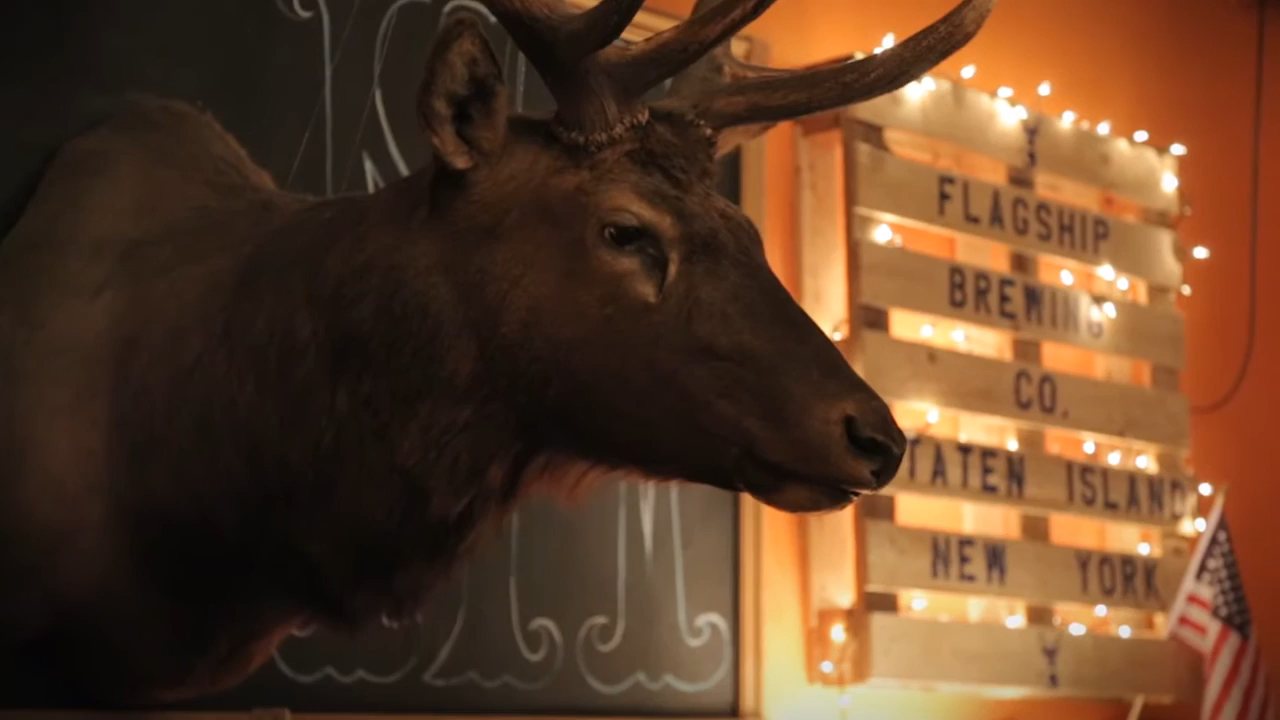 FLAGSHIP
BREWING
CO.
TATEN ISLAND
NEW YORK